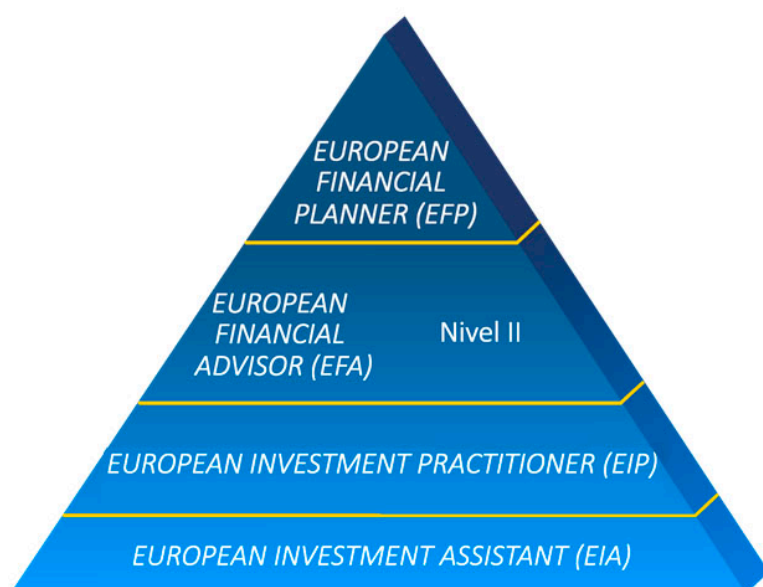 EUROPEAN
FINANCIAL
PLANNER (EFP)
EUROPEAN
FINANCIAL
ADVISOR (EFA)
Nivel II
EUROPEAN INVESTMENT PRACTITIONER (EIP)
EUROPEAN INVESTMENT ASSISTANT (EIA)